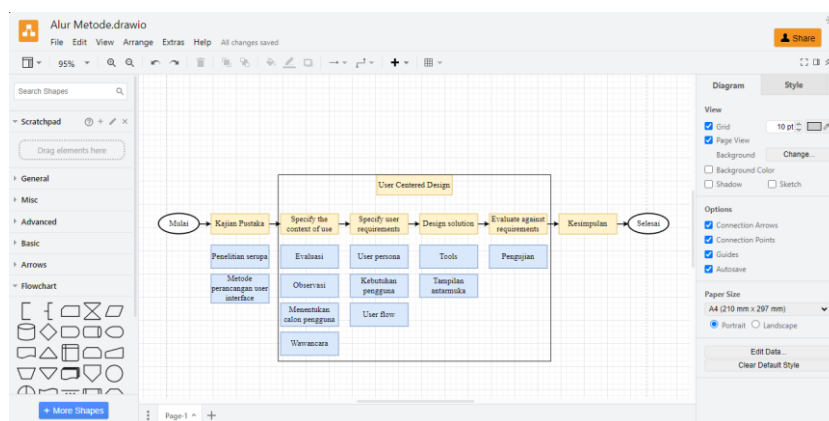 Alur Metode.drawio
File Edit View Arrange Extras Help All changes saved
Share
95%
Search Shapes
Scratchpad
Drag elements here
General
Misc
Advanced
Basic
Arrows
Flowchart
+ More Shapes
User Centered Design
Mulai
Kajian Pustaka
Specify the
context of use
Specify user
requirements
Design solution
Evaluate against
requirements
Kesimpulan
Selesai
Penelitian serupa
Metode
perancangan user
interface
Evaluasi
Observasi
Menentukan
calon pengguna
Wawancara
User persona
Kebutuhan
pengguna
User flow
Tools
Tampilan
antarmuka
Pengujian
Page-1
Diagram
Style
View
Grid
10 pt
Page View
Background
Change...
Background Color
Shadow
Sketch
Options
Connection Arrows
Connection Points
Guides
Autosave
Paper Size
A4 (210 mm x 297 mm)
Portrait
Landscape
Edit Data...
Clear Default Style